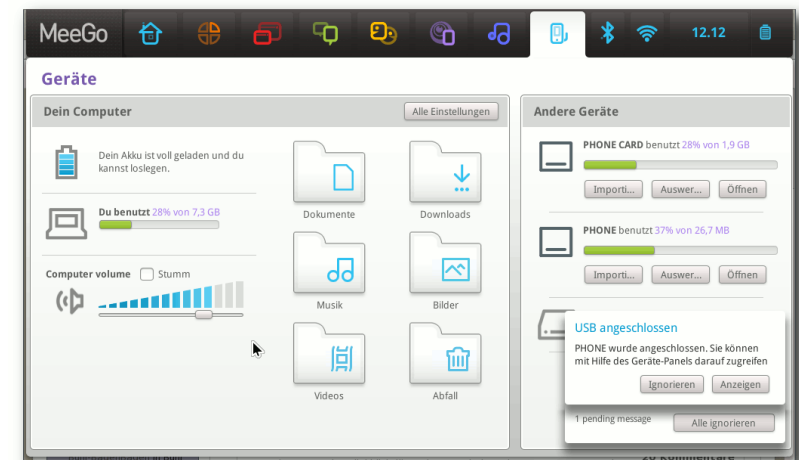 MeeGo
12.12
Geräte
Dein Computer
Alle Einstellungen
Dein Akku ist voll geladen und du
kannst loslegen.
Du benutzt 28% von 7,3 GB
Computer volume
Stumm
Dokumente
Downloads
Musik
Bilder
Videos
Abfall
Andere Geräte
PHONE CARD benutzt 28% von 1,9 GB
Importi... Auswer... Öffnen
PHONE benutzt 37% von 26,7 MB
Importi... Auswer... Öffnen
USB angeschlossen
PHONE wurde angeschlossen. Sie können
mit Hilfe des Geräte-Panels darauf zugreifen
Ignorieren Anzeigen
1 pending message
Alle ignorieren